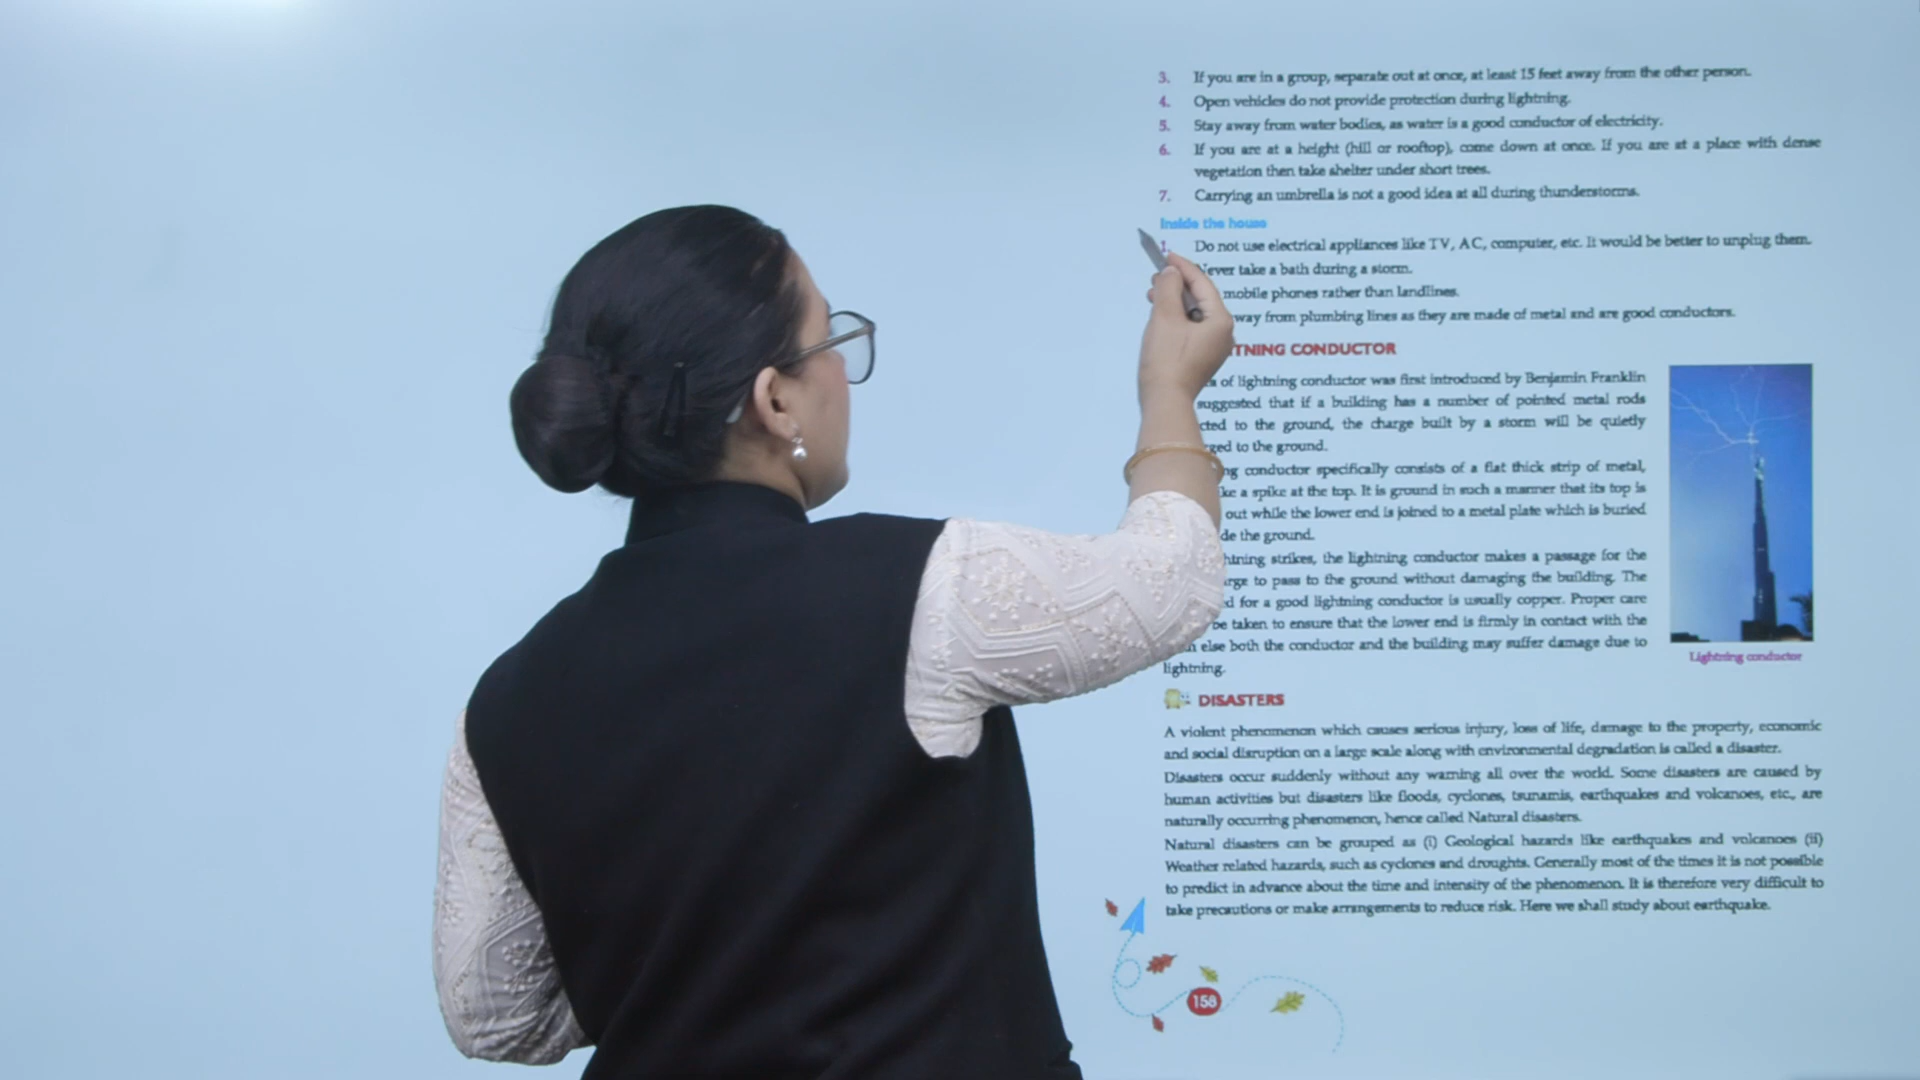 3. If you are in a group, separate out at once, at least 15 feet away from the other person.
4. Open vehicles do not provide protection during lightning.
5. Stay away from water bodies, as water is a good conductor of electricity.
6. If you are at a height (hill or rooftop), come down at once. If you are at a place with dense
vegetation then take shelter under short trees.
7. Carrying an umbrella is not a good idea at all during thunderstorms.
Inside the house
1. Do not use electrical appliances like TV, AC, computer, etc. It would be better to unplug them.
Never take a bath during a storm.
mobile phones rather than landlines.
way from plumbing lines as they are made of metal and are good conductors.
TNING CONDUCTOR
of lightning conductor was first introduced by Benjamin Franklin
suggested that if a building has a number of pointed metal rods
cted to the ground, the charge built by a storm will be quietly
ged to the ground.
ng conductor specifically consists of a flat thick strip of metal,
ke a spike at the top. It is ground in such a manner that its top is
out while the lower end is joined to a metal plate which is buried
de the ground.
htning strikes, the lightning conductor makes a passage for the
rge to pass to the ground without damaging the building. The
d for a good lightning conductor is usually copper. Proper care
be taken to ensure that the lower end is firmly in contact with the
else both the conductor and the building may suffer damage due to
lightning.
Lightning conductor
DISASTERS
A violent phenomenon which causes serious injury, loss of life, damage to the property, economic
and social disruption on a large scale along with environmental degradation is called a disaster.
Disasters occur suddenly without any warning all over the world. Some disasters are caused by
human activities but disasters like floods, cyclones, tsunamis, earthquakes and volcanoes, etc., are
naturally occurring phenomenon, hence called Natural disasters.
Natural disasters can be grouped as (i) Geological hazards like earthquakes and volcanoes (ii)
Weather related hazards, such as cyclones and droughts. Generally most of the times it is not possible
to predict in advance about the time and intensity of the phenomenon. It is therefore very difficult to
take precautions or make arrangements to reduce risk. Here we shall study about earthquake.
158